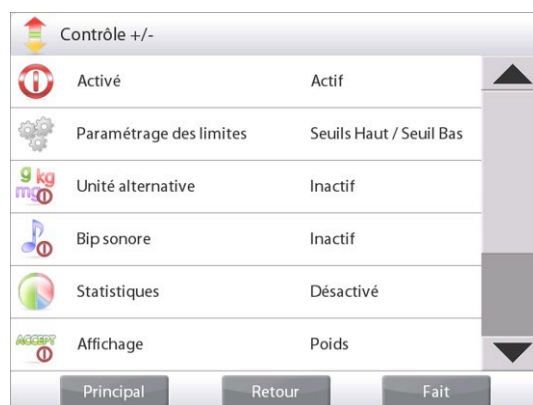 Contrôle +/-
Activé Actif
Paramétrage des limites Seuils Haut / Seuil Bas
g kg
mg
Unité alternative Inactif
Bip sonore Inactif
Statistiques Désactivé
ACCEPT
Affichage Poids
Principal Retour Fait